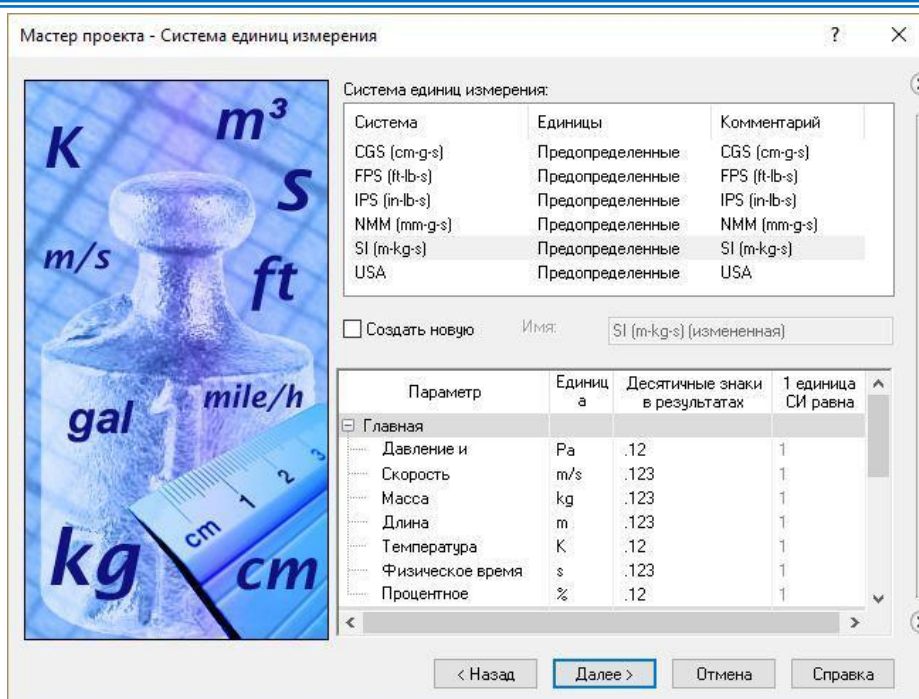 Мастер проекта - Система единиц измерения ? ×
K
m³
s
m/s
ft
gal
mile/h
kg
cm 1 2 3
cm
Система единиц измерения:
Система Единицы Комментарий
CGS (cm-g-s) Предопределенные CGS (cm-g-s)
FPS (ft-lb-s) Предопределенные FPS (ft-lb-s)
IPS (in-lb-s) Предопределенные IPS (in-lb-s)
NMM (mm-g-s) Предопределенные NMM (mm-g-s)
SI (m-kg-s) Предопределенные SI (m-kg-s)
USA Предопределенные USA
Создать новую Имя: SI (m-kg-s) (измененная)
Параметр Единица Десятичные знаки в результатах 1 единица СИ равна
Главная
Давление и Pa .12 1
Скорость m/s .123 1
Масса kg .123 1
Длина m .123 1
Температура K .12 1
Физическое время s .123 1
Процентное % .12 1
< Назад Далее > Отмена Справка